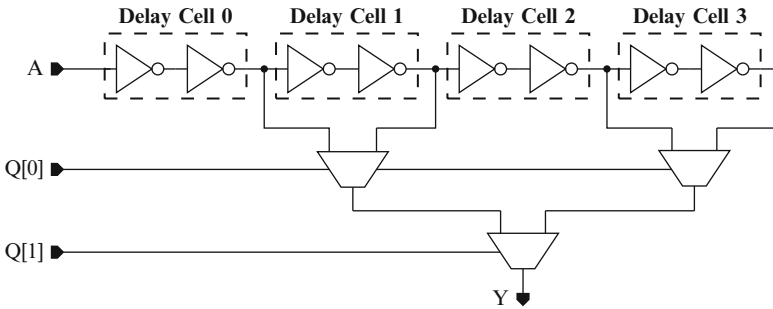 Delay Cell 0 Delay Cell 1 Delay Cell 2 Delay Cell 3
A
Q[0]
Q[1]
Y